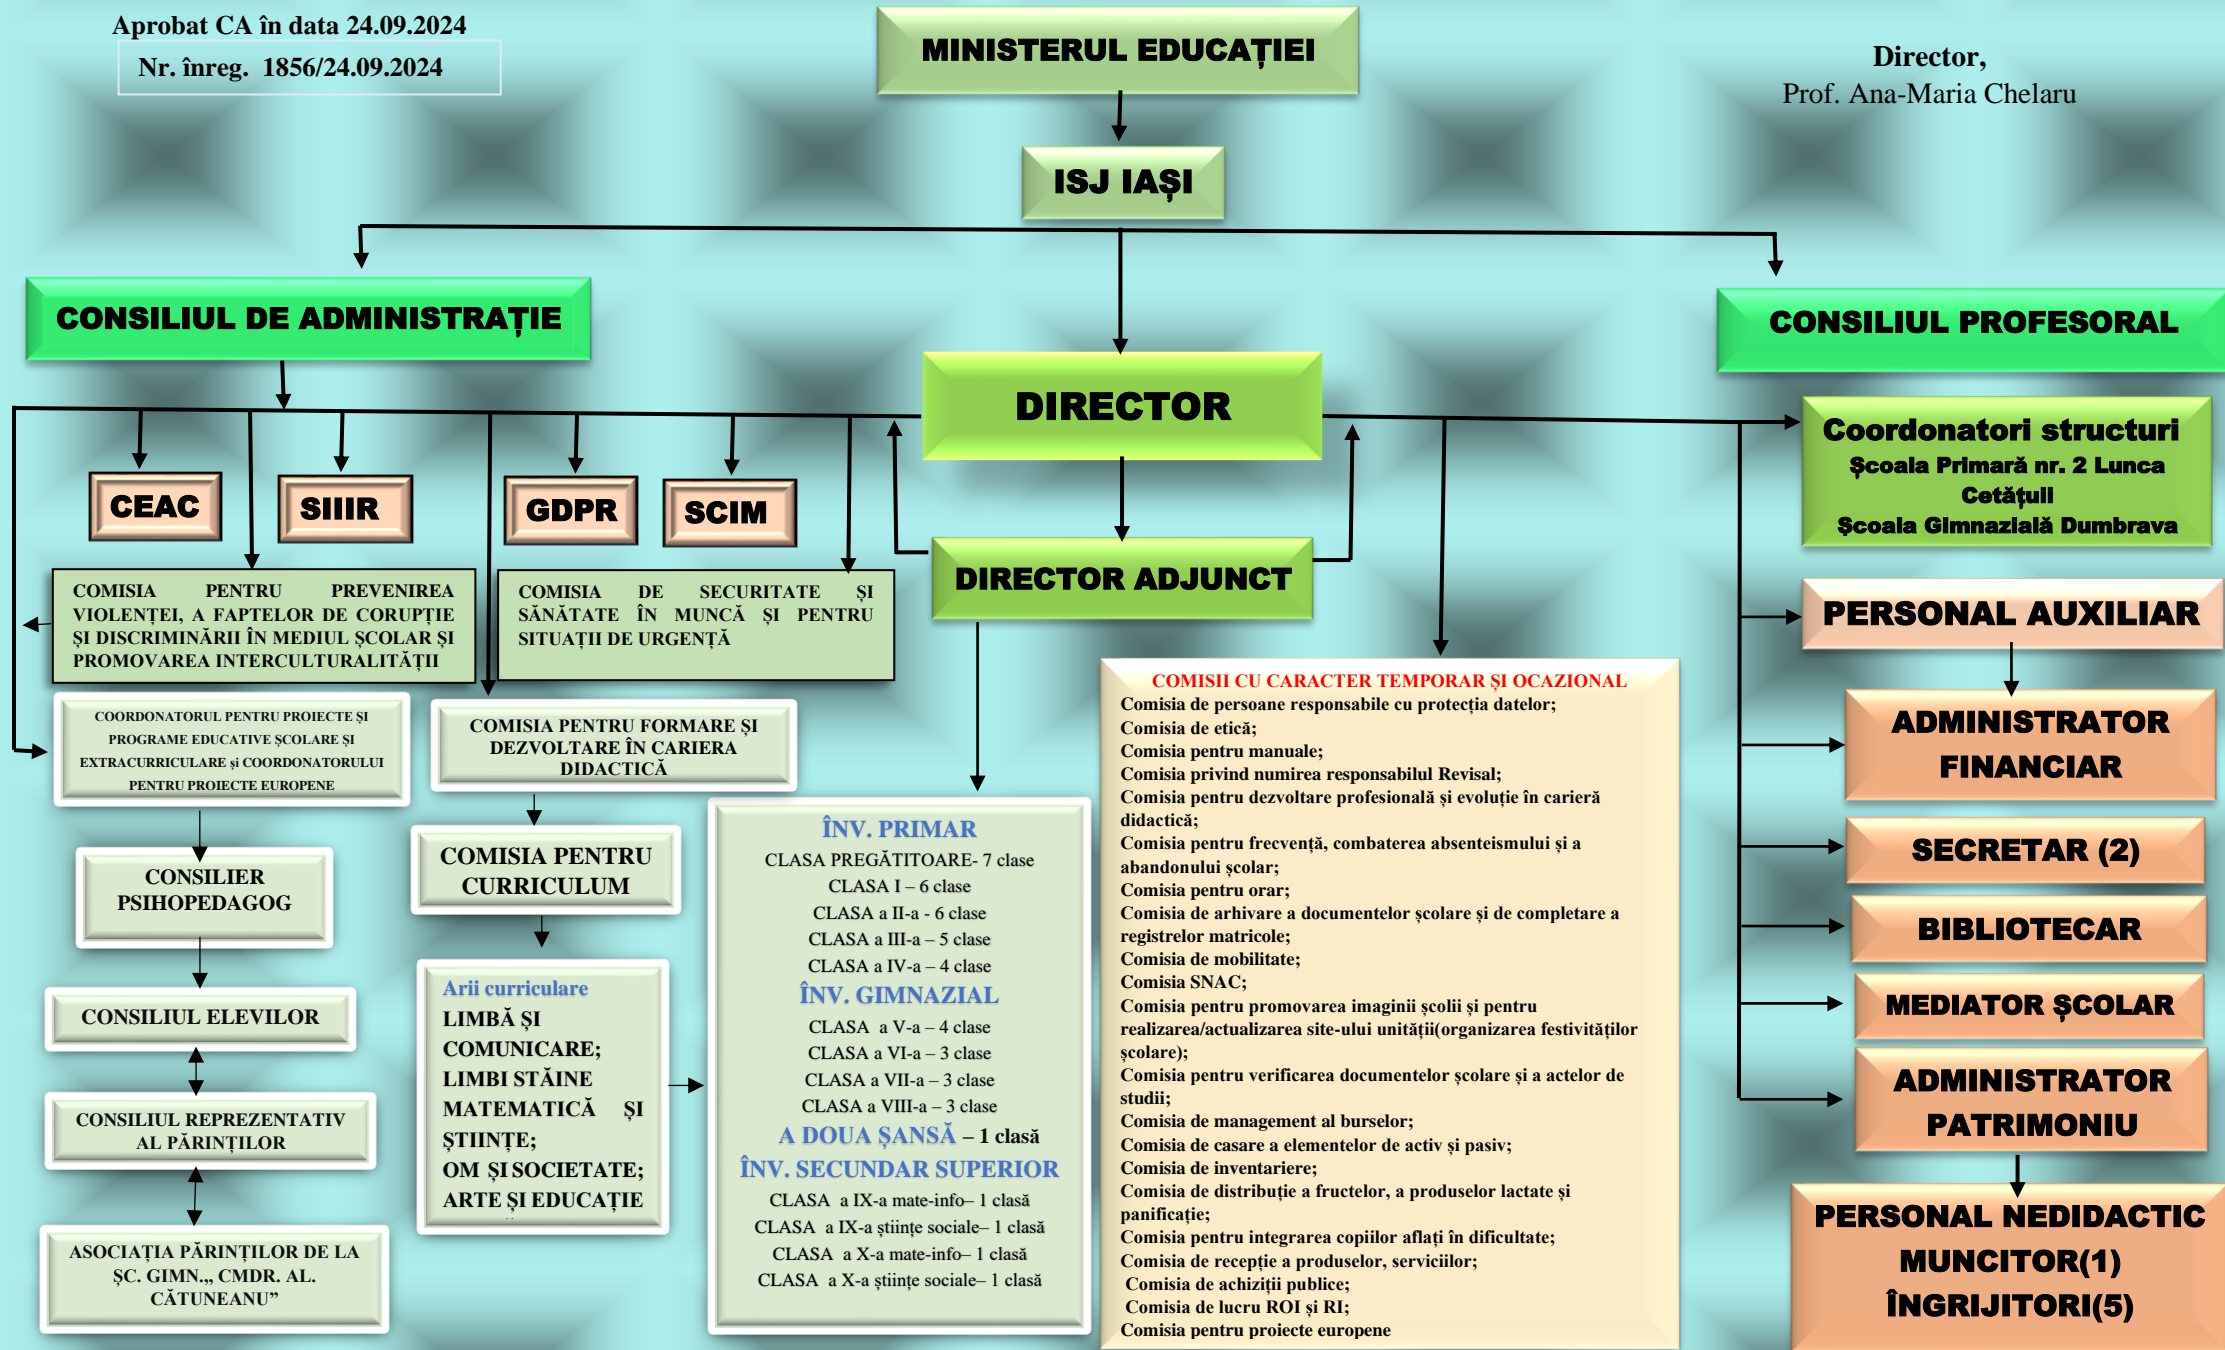 Aprobat CA în data 24.09.2024
Nr. înreg. 1856/24.09.2024
MINISTERUL EDUCAȚIEI
Director,
Prof. Ana-Maria Chelaru
ISJ IAȘI
CONSILIUL DE ADMINISTRAȚIE
CONSILIUL PROFESORAL
DIRECTOR
Coordonatori structuri
Școala Primară nr. 2 Lunca
Cetățuii
Școala Gimnazială Dumbrava
CEAC
SIIIR
GDPR
SCIM
DIRECTOR ADJUNCT
COMISIA PENTRU PREVENIREA
VIOLENȚEI, A FAPTELOR DE CORUPȚIE
ȘI DISCRIMINĂRII ÎN MEDIUL ȘCOLAR ȘI
PROMOVAREA INTERCULTURALITĂȚII
COMISIA DE SECURITATE ȘI
SĂNĂTATE ÎN MUNCĂ ȘI PENTRU
SITUAȚII DE URGENȚĂ
COORDONATORUL PENTRU PROIECTE ȘI
PROGRAME EDUCATIVE ȘCOLARE ȘI
EXTRACURRICULARE și COORDONATORULUI
PENTRU PROIECTE EUROPENE
COMISIA PENTRU FORMARE ȘI
DEZVOLTARE ÎN CARIERA
DIDACTICĂ
CONSILIER
PSIHOPEDAGOG
COMISIA PENTRU
CURRICULUM
CONSILIUL ELEVILOR
CONSILIUL REPREZENTATIV
AL PĂRINȚILOR
ASOCIAȚIA PĂRINȚILOR DE LA
ȘC. GIMN.,, CMDR. AL.
CĂTUNEANU”
Arii curriculare
LIMBĂ ȘI
COMUNICARE;
LIMBI STĂINE
MATEMATICĂ ȘI
ȘTIINȚE;
OM ȘI SOCIETATE;
ARTE ȘI EDUCAȚIE
ÎNV. PRIMAR
CLASA PREGĂTITOARE- 7 clase
CLASA I – 6 clase
CLASA a II-a - 6 clase
CLASA a III-a – 5 clase
CLASA a IV-a – 4 clase
ÎNV. GIMNAZIAL
CLASA a V-a – 4 clase
CLASA a VI-a – 3 clase
CLASA a VII-a – 3 clase
CLASA a VIII-a – 3 clase
A DOUA ȘANSĂ – 1 clasă
ÎNV. SECUNDAR SUPERIOR
CLASA a IX-a mate-info– 1 clasă
CLASA a IX-a științe sociale– 1 clasă
CLASA a X-a mate-info– 1 clasă
CLASA a X-a științe sociale– 1 clasă
COMISII CU CARACTER TEMPORAR ȘI OCAZIONAL
Comisia de persoane responsabile cu protecția datelor;
Comisia de etică;
Comisia pentru manuale;
Comisia privind numirea responsabilul Revisal;
Comisia pentru dezvoltare profesională și evoluție în carieră
didactică;
Comisia pentru frecvență, combaterea absenteismului și a
abandonului școlar;
Comisia pentru orar;
Comisia de arhivare a documentelor școlare și de completare a
registrelor matricole;
Comisia de mobilitate;
Comisia SNAC;
Comisia pentru promovarea imaginii școlii și pentru
realizarea/actualizarea site-ului unității(organizarea festivităților
școlare);
Comisia pentru verificarea documentelor școlare și a actelor de
studii;
Comisia de management al burselor;
Comisia de casare a elementelor de activ și pasiv;
Comisia de inventariere;
Comisia de distribuție a fructelor, a produselor lactate și
panificație;
Comisia pentru integrarea copiilor aflați în dificultate;
Comisia de recepție a produselor, serviciilor;
Comisia de achiziții publice;
Comisia de lucru ROI și RI;
Comisia pentru proiecte europene
PERSONAL AUXILIAR
ADMINISTRATOR
FINANCIAR
SECRETAR (2)
BIBLIOTECAR
MEDIATOR ȘCOLAR
ADMINISTRATOR
PATRIMONIU
PERSONAL NEDIDACTIC
MUNCITOR(1)
ÎNGRIJITORI(5)